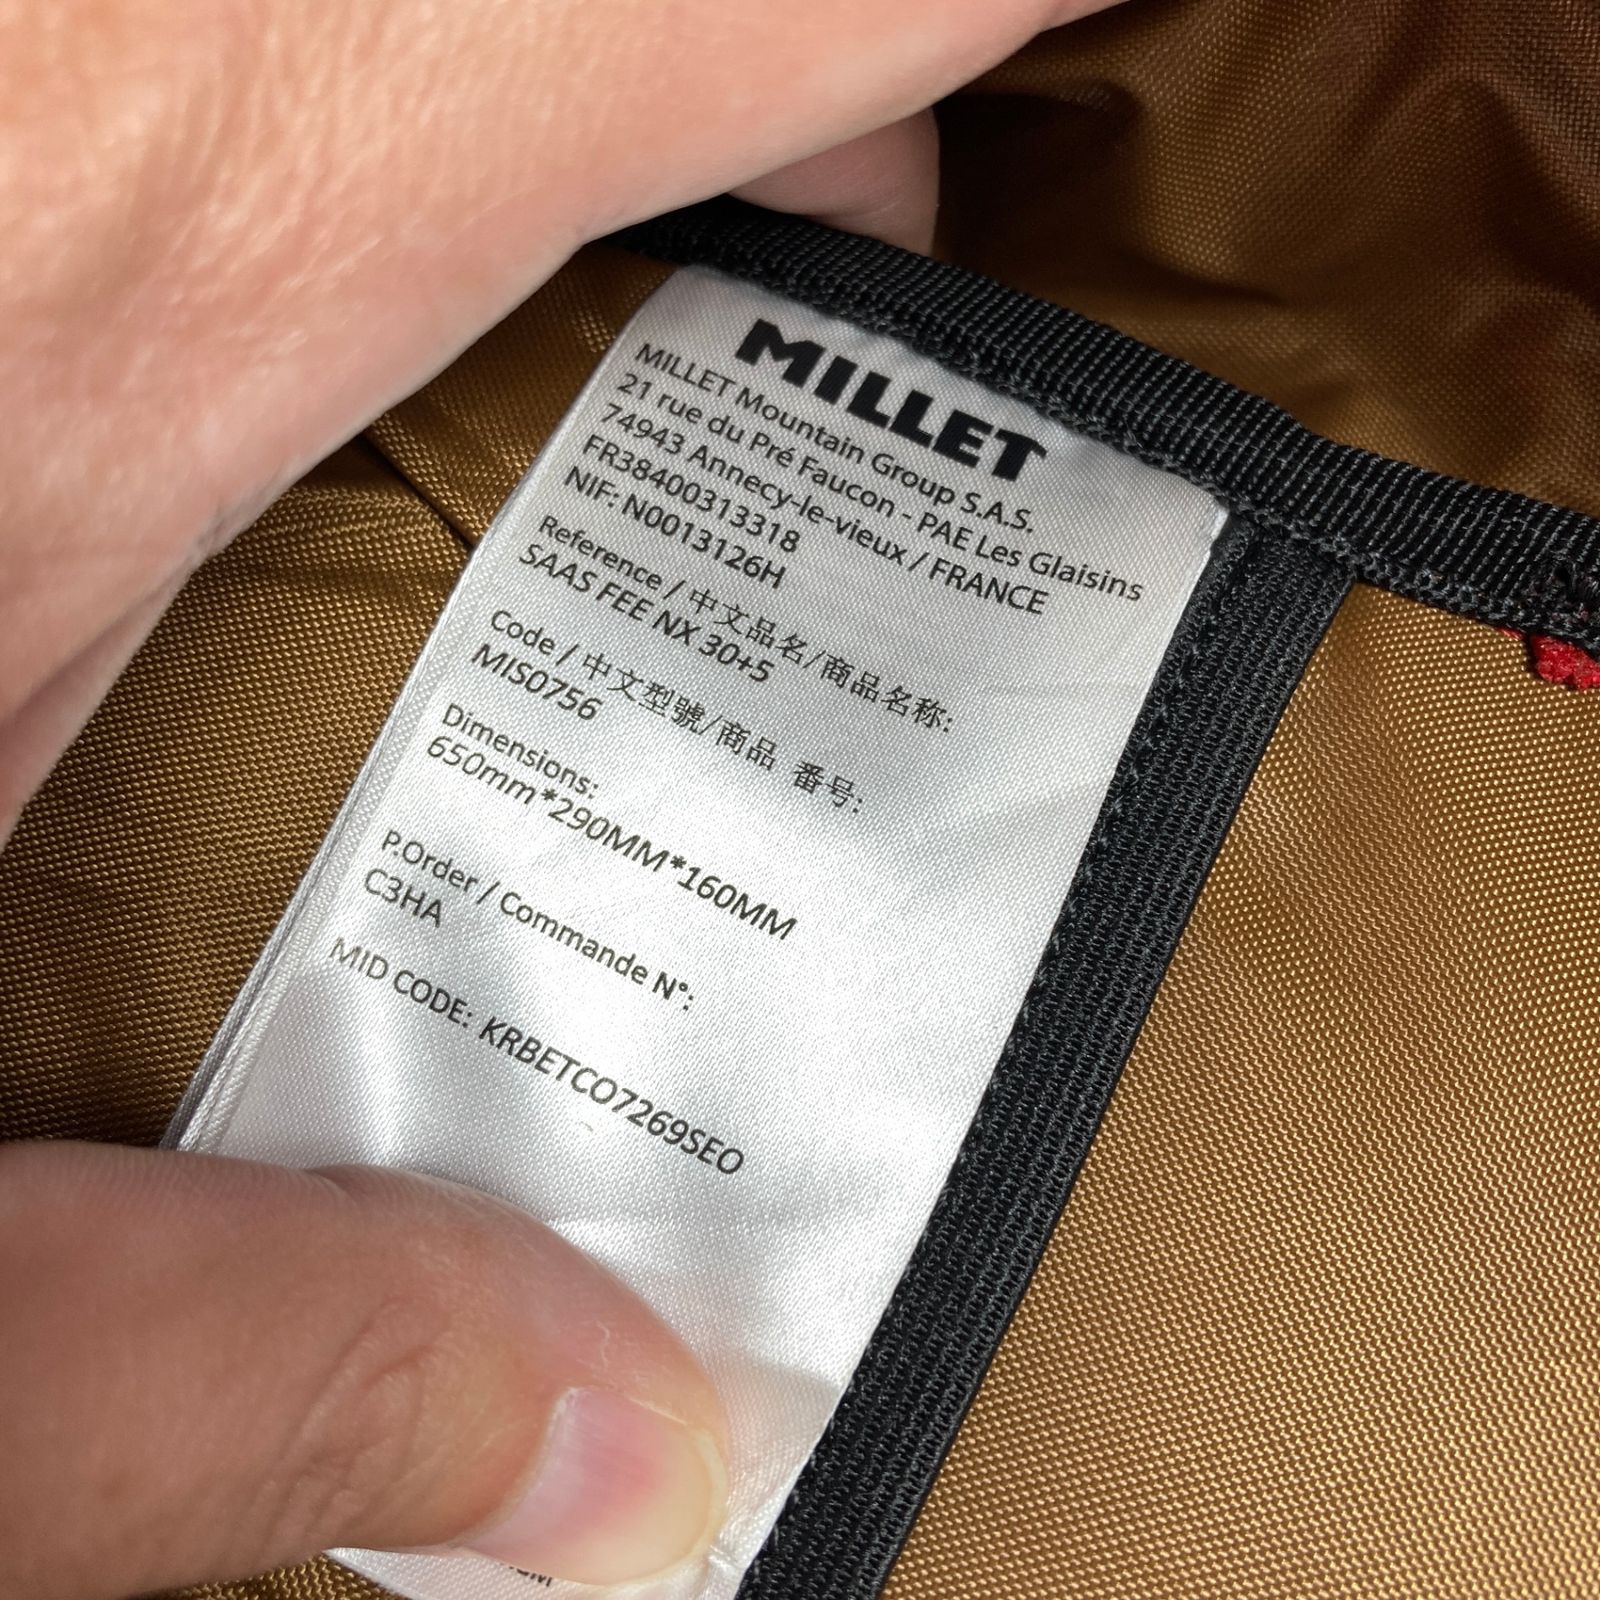 MILLET
MILLET Mountain Group S.A.S.
21 rue du Pré Faucon - PAE Les Glaisins
74943 Annecy-le-vieux / FRANCE
FR38400313318
NIF: N0013126H
Reference / 中文品名/商品名称:
SAAS FEE NX 30+5
Code / 中文型號/商品 番号:
MIS0756
Dimensions:
650mm*290MM*160MM
P.Order / Commande N°:
C3HA
MID CODE: KRBETCO7269SEO